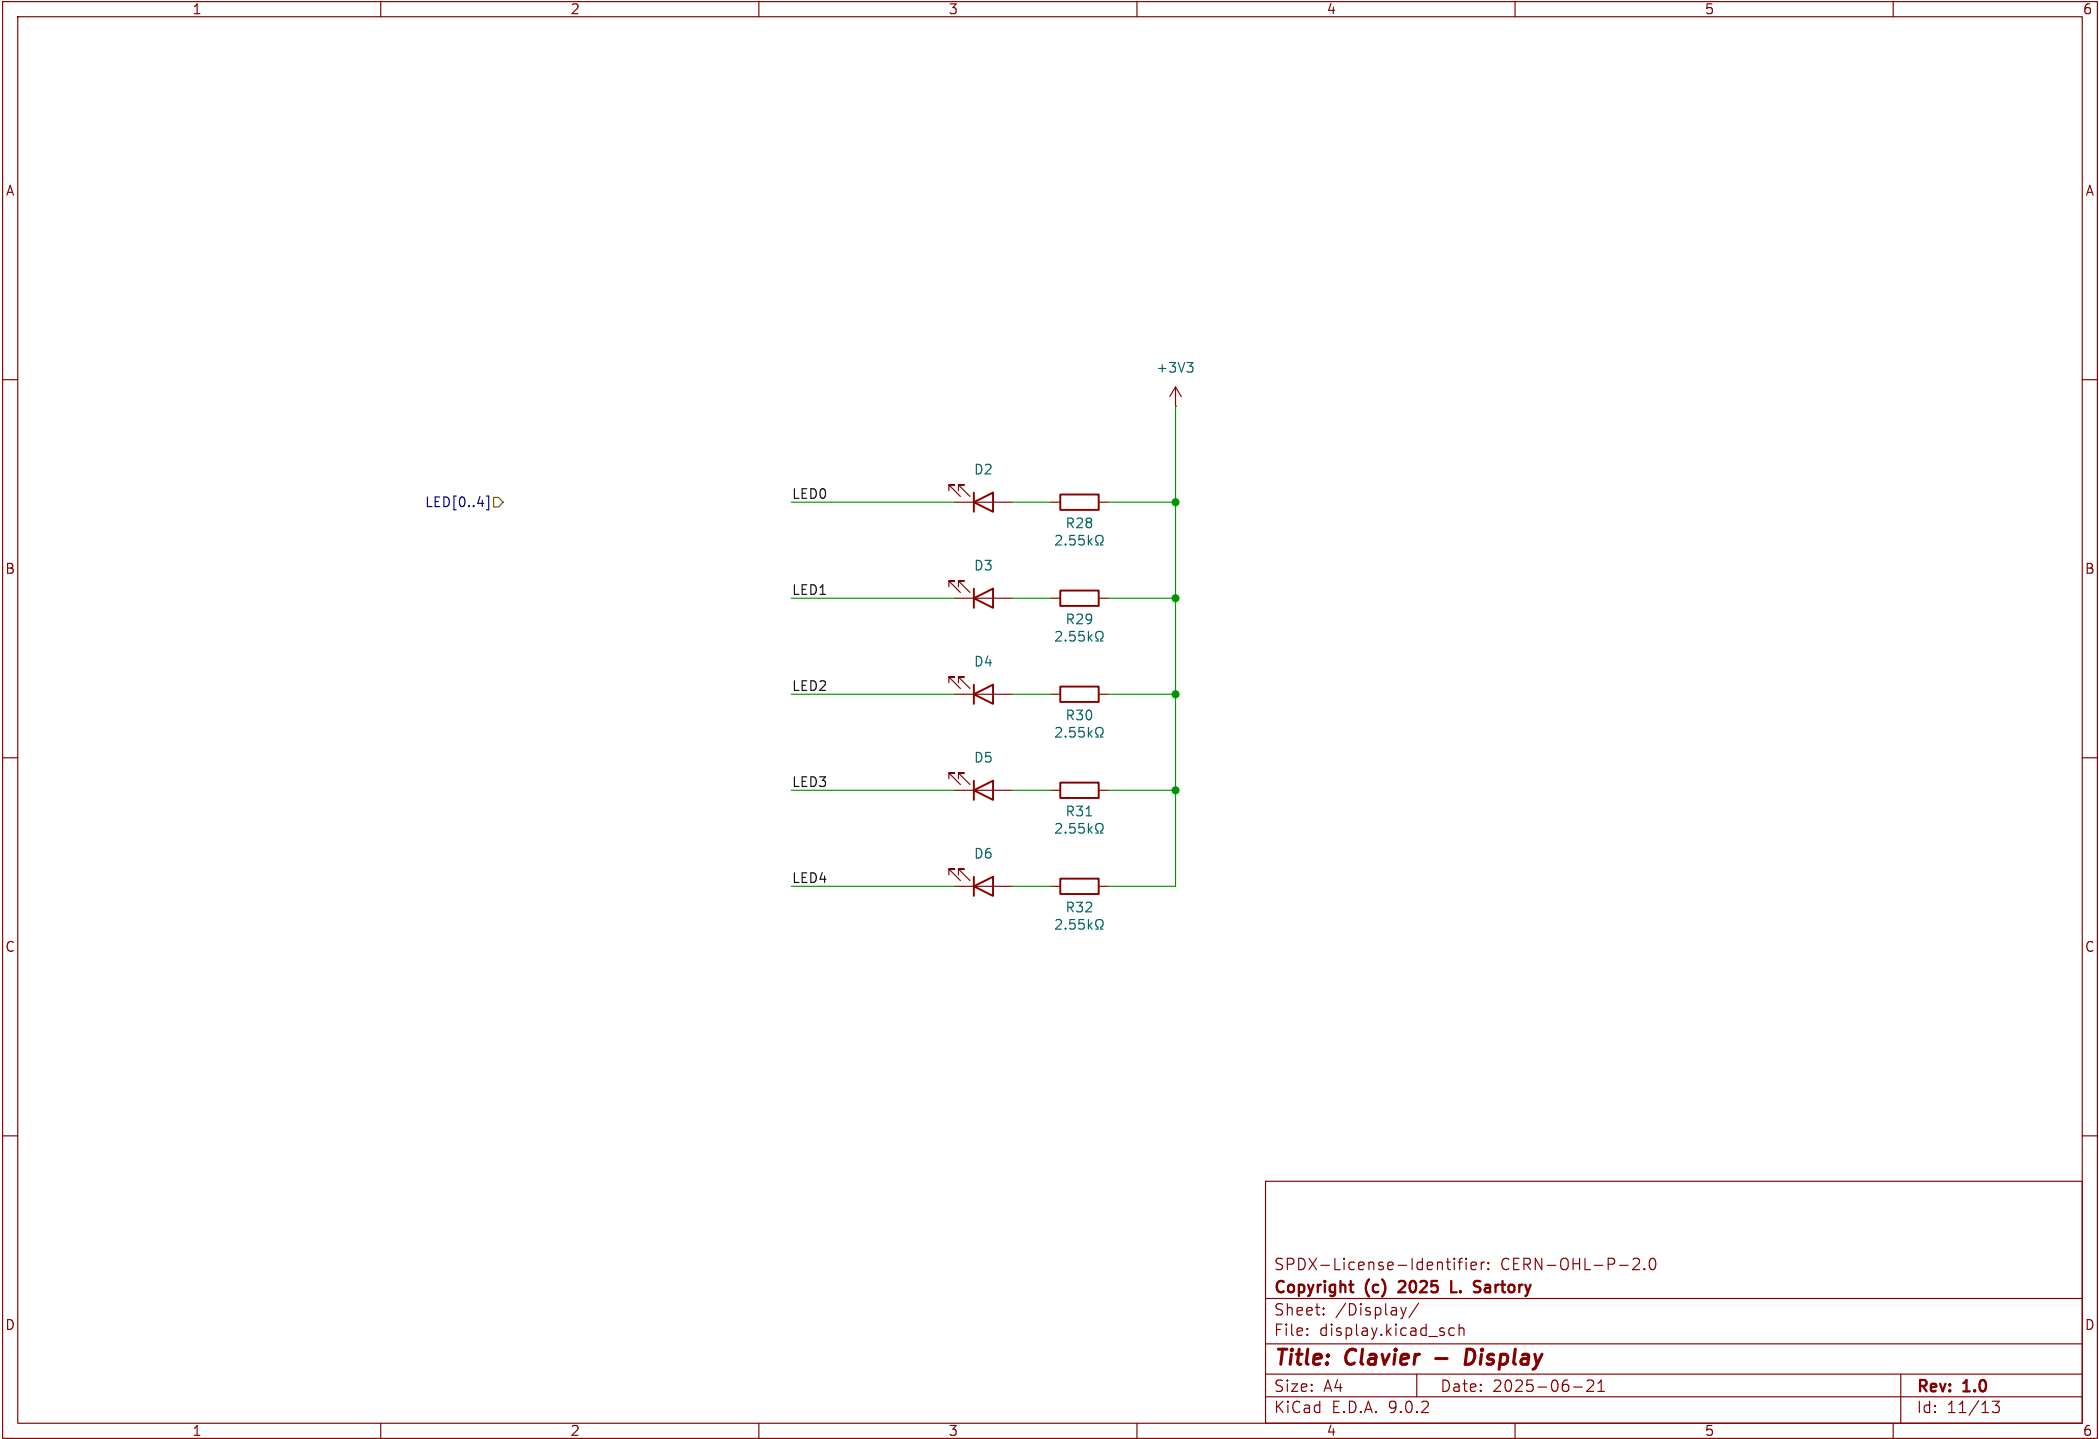 1 2 3 4 5 6
A A
+3V3
LED[0..4]
D2
LED0
R28
2.55kΩ
D3
LED1
B B
R29
2.55kΩ
D4
LED2
R30
2.55kΩ
D5
LED3
R31
2.55kΩ
D6
LED4
R32
2.55kΩ
C C
SPDX-License-Identifier: CERN-OHL-P-2.0
Copyright (c) 2025 L. Sartory
Sheet: /Display/
File: display.kicad_sch
D D
Title: Clavier - Display
Size: A4 Date: 2025-06-21 Rev: 1.0
KiCad E.D.A. 9.0.2 Id: 11/13
1 2 3 4 5 6